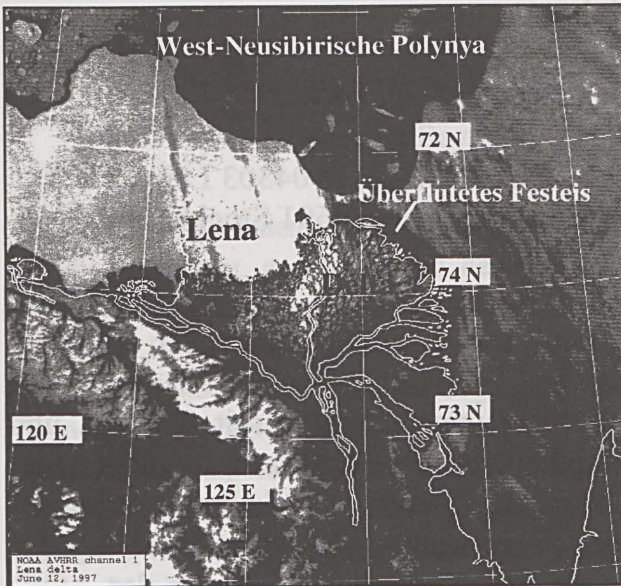 West-Neusibirische Polynya
72 N
Überflutetes Festeis
Lena
74 N
73 N
120 E
125 E
NOAA AVHRR channel 1
Lena delta
June 12, 1997